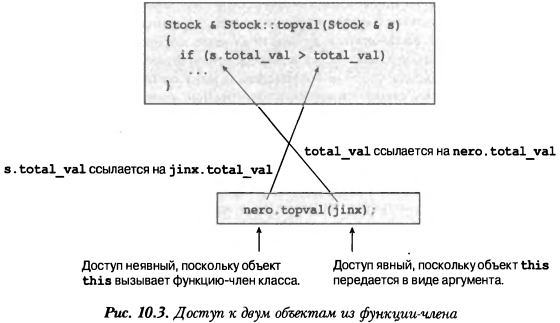 Stock & Stock::topval(Stock & s)
{
if (s.total_val > total_val)
...
}
total_val ссылается на nero.total_val
s.total_val ссылается на jinx.total_val
nero.topval(jinx);
Доступ неявный, поскольку объект
this вызывает функцию-член класса.
Доступ явный, поскольку объект this
передается в виде аргумента.
Рис. 10.3. Доступ к двум объектам из функции-члена